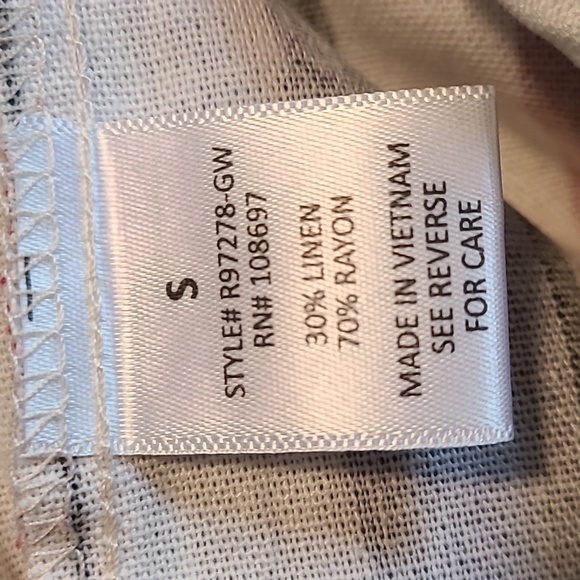 S
STYLE# R97278-GW
RN# 108697
30% LINEN
70% RAYON
MADE IN VIETNAM
SEE REVERSE
FOR CARE